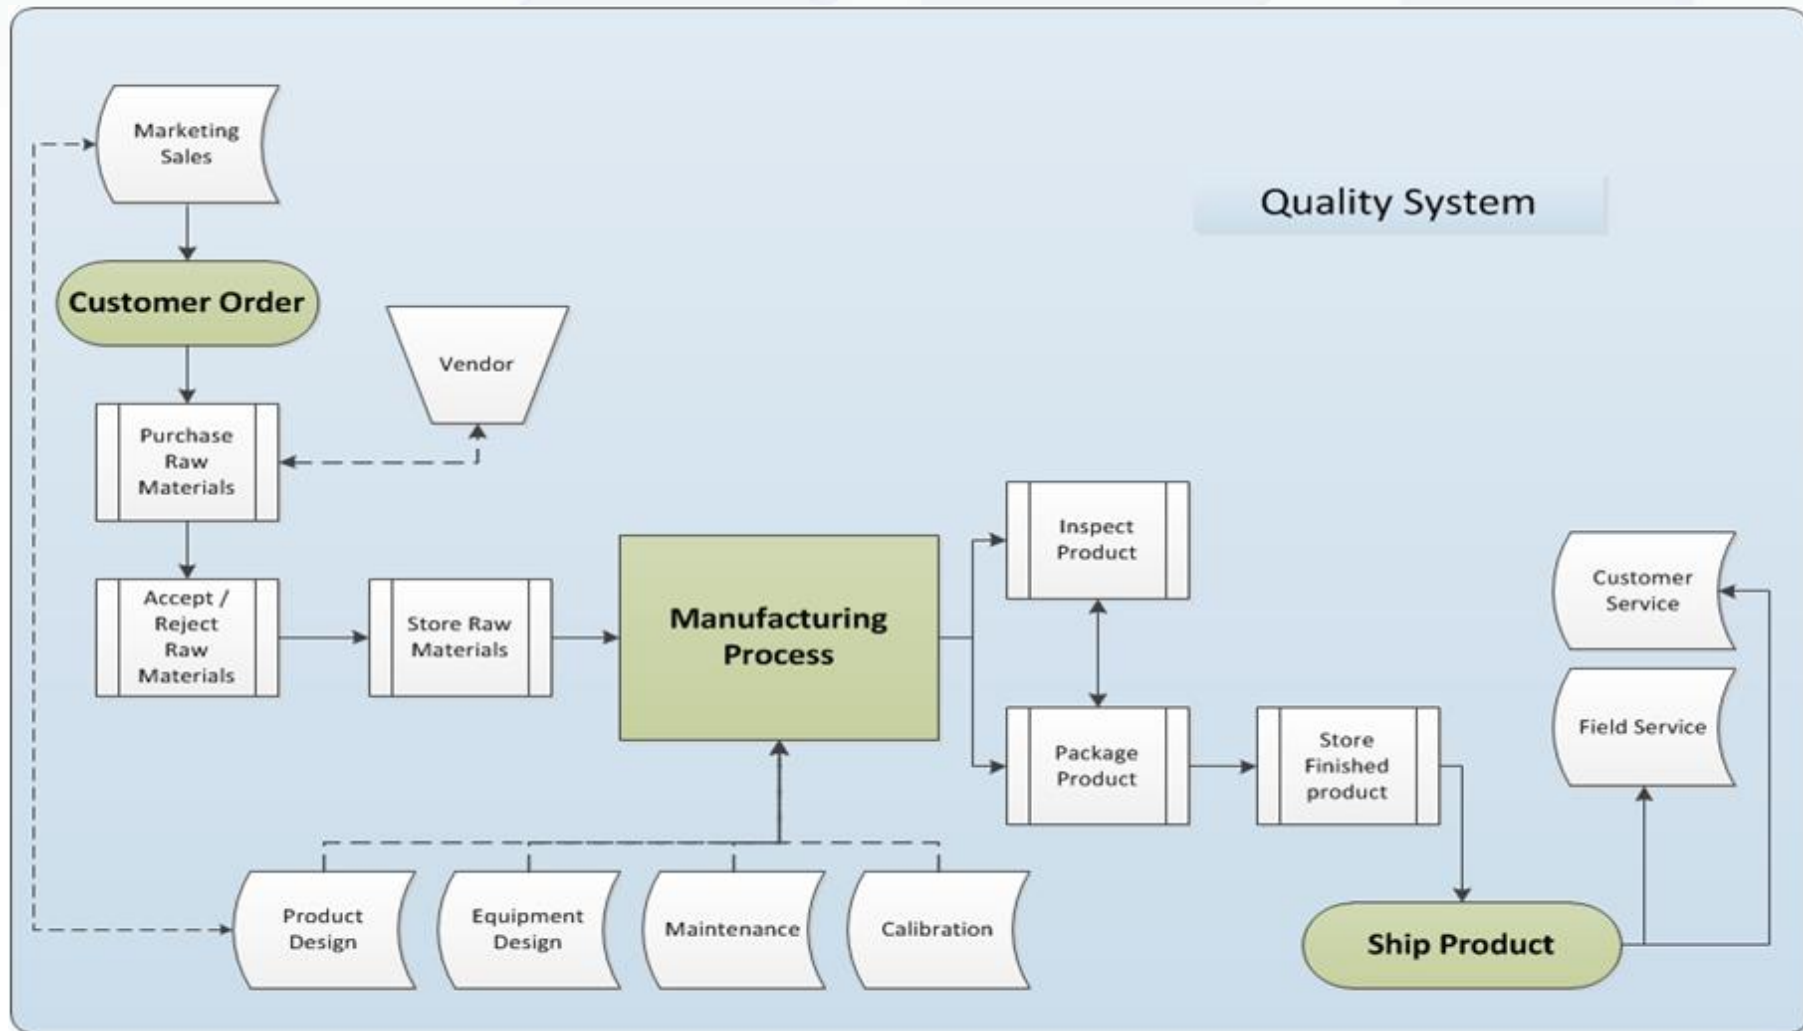 Marketing
Sales
Quality System
Customer Order
Vendor
Purchase
Raw
Materials
Accept /
Reject
Raw
Materials
Store Raw
Materials
Manufacturing
Process
Inspect
Product
Package
Product
Store
Finished
product
Customer
Service
Field Service
Product
Design
Equipment
Design
Maintenance
Calibration
Ship Product